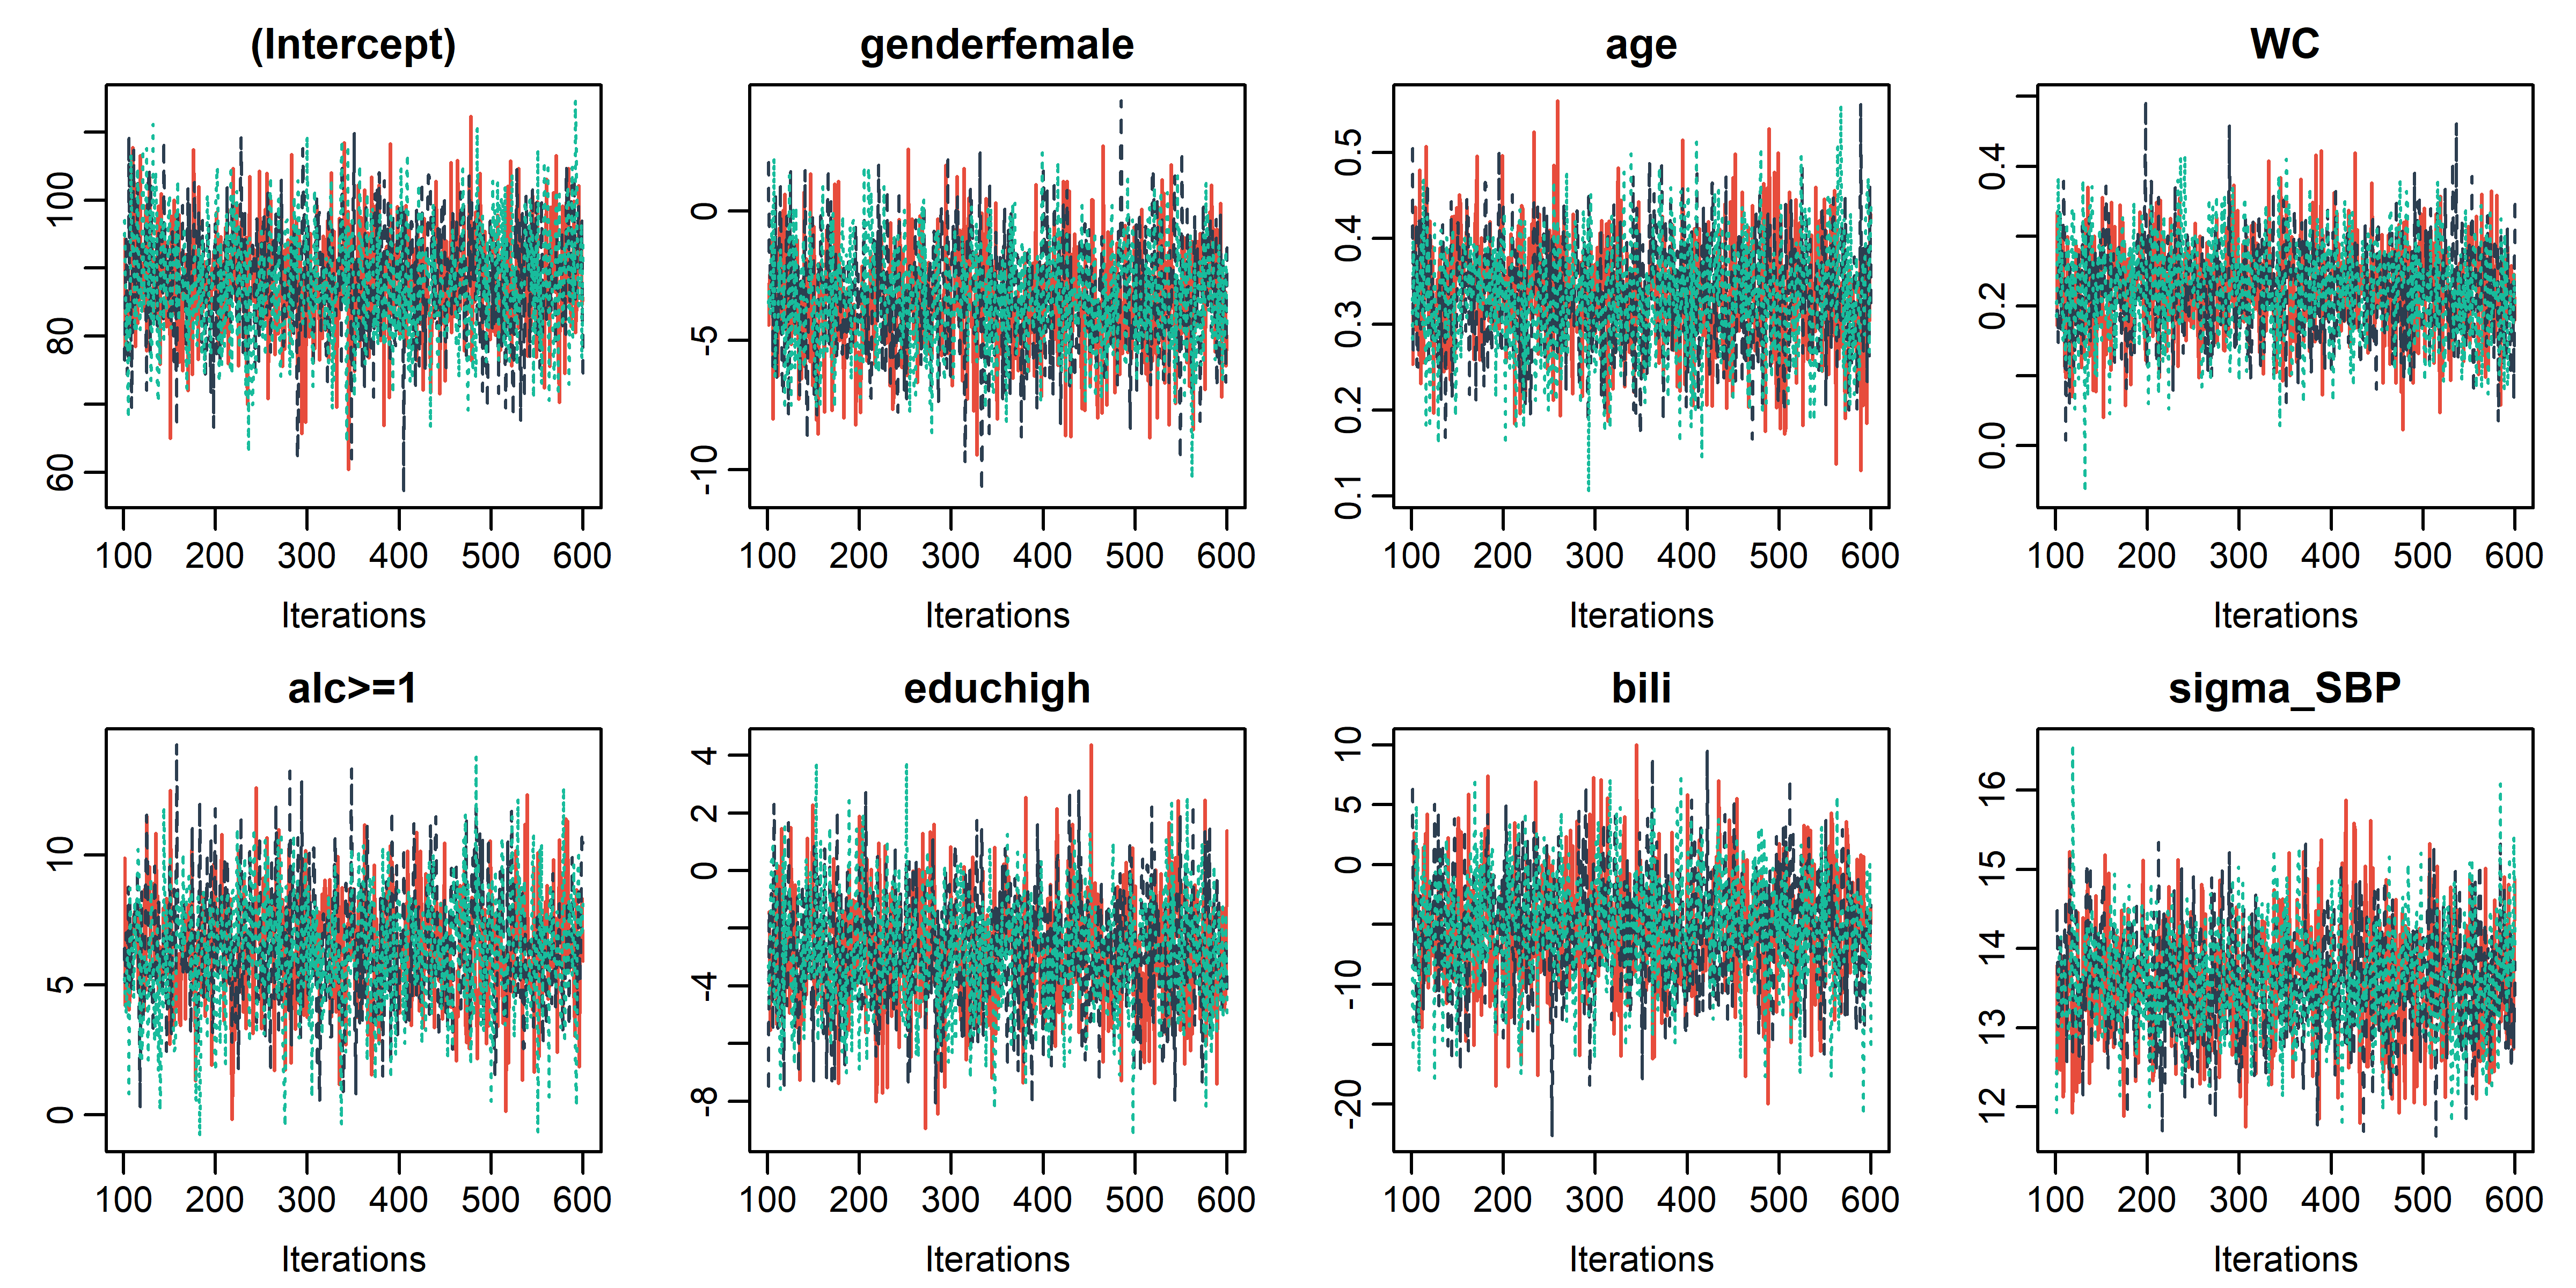 (Intercept) genderfemale age WC
100 80 60
0 -5 -10
0.5 0.4 0.3 0.2 0.1
0.4 0.2 0.0
100 200 300 400 500 600 100 200 300 400 500 600 100 200 300 400 500 600 100 200 300 400 500 600
Iterations Iterations Iterations Iterations
alc>=1 educhigh bili sigma_SBP
10 5 0
4 2 0 -4 -8
10 5 0 -10 -20
16 15 14 13 12
100 200 300 400 500 600 100 200 300 400 500 600 100 200 300 400 500 600 100 200 300 400 500 600
Iterations Iterations Iterations Iterations